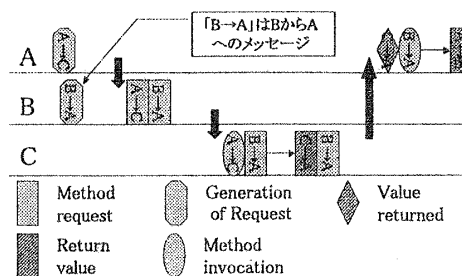 「B→A」はBからA
へのメッセージ
A
A→C
B→A
B
B→A
A→C
B→A
C
A→C
B→A
C→A
B→A
Method
request
Generation
of Request
Value
returned
Return
value
Method
invocation